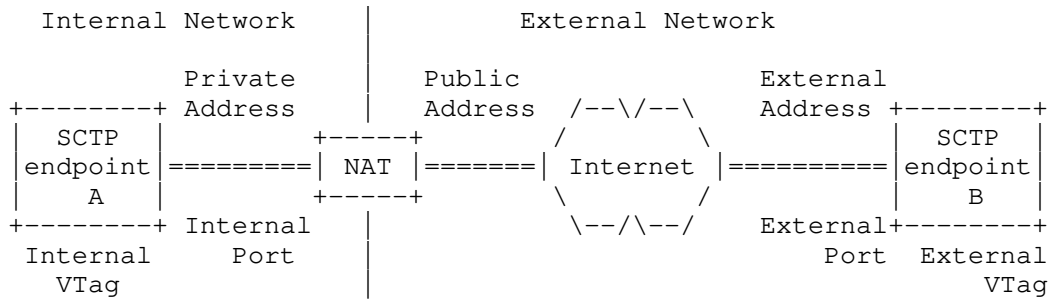 Internal Network | External Network
|
Private | Public External
+--------+ Address | Address /--\/--\ Address +--------+
| SCTP | +-----+ / \ | SCTP |
|endpoint|=========| NAT |=======| Internet |==========|endpoint|
| A | +-----+ \ / | B |
+--------+ Internal | \--/\--/ External+--------+
Internal Port | Port External
VTag | VTag